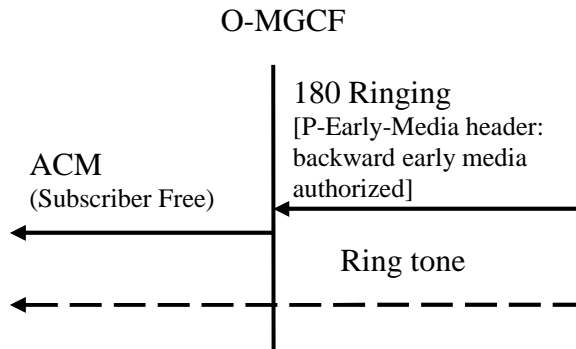 O-MGCF
180 Ringing
[P-Early-Media header:
backward early media
authorized]
ACM
(Subscriber Free)
Ring tone